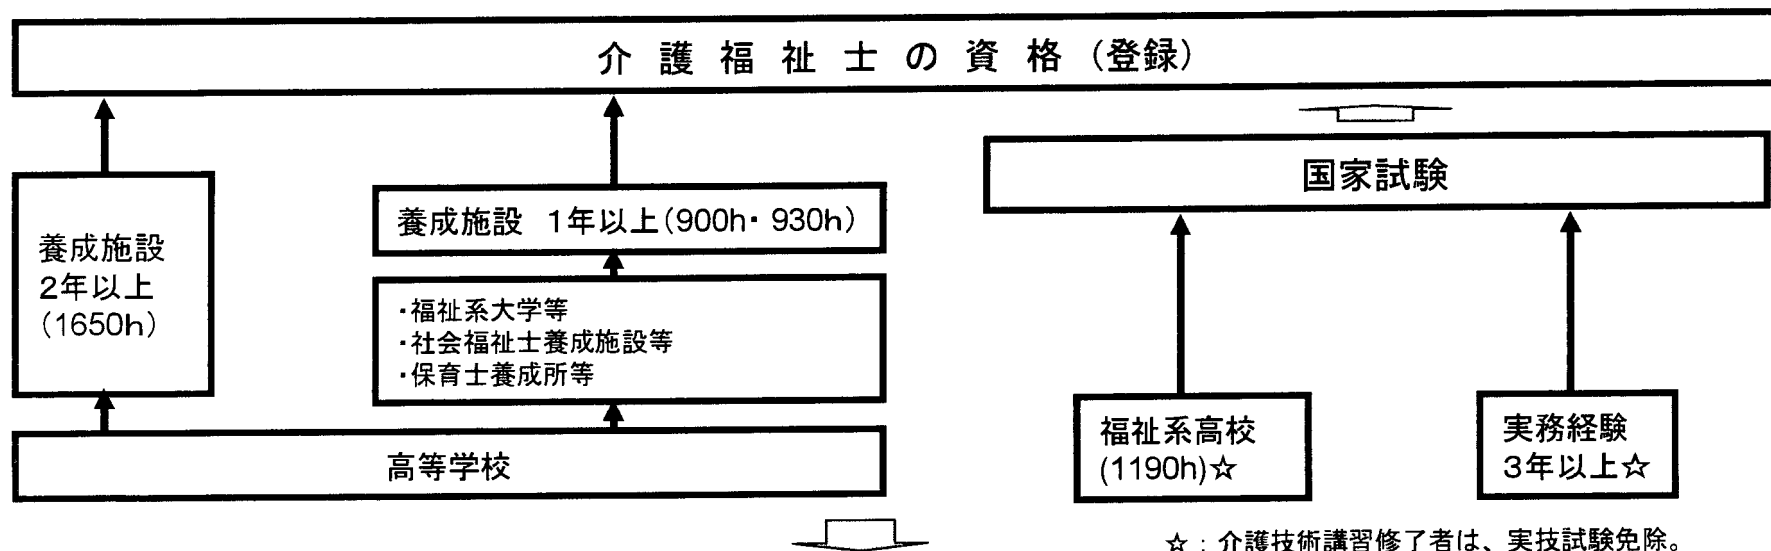 介護福祉士の資格（登録）
国家試験
養成施設
2年以上
（1650h）
養成施設 1年以上（900h・930h）
・福祉系大学等
・社会福祉士養成施設等
・保育士養成所等
高等学校
福祉系高校
(1190h)☆
実務経験
3年以上☆
☆：介護技術講習修了者は、実技試験免除。